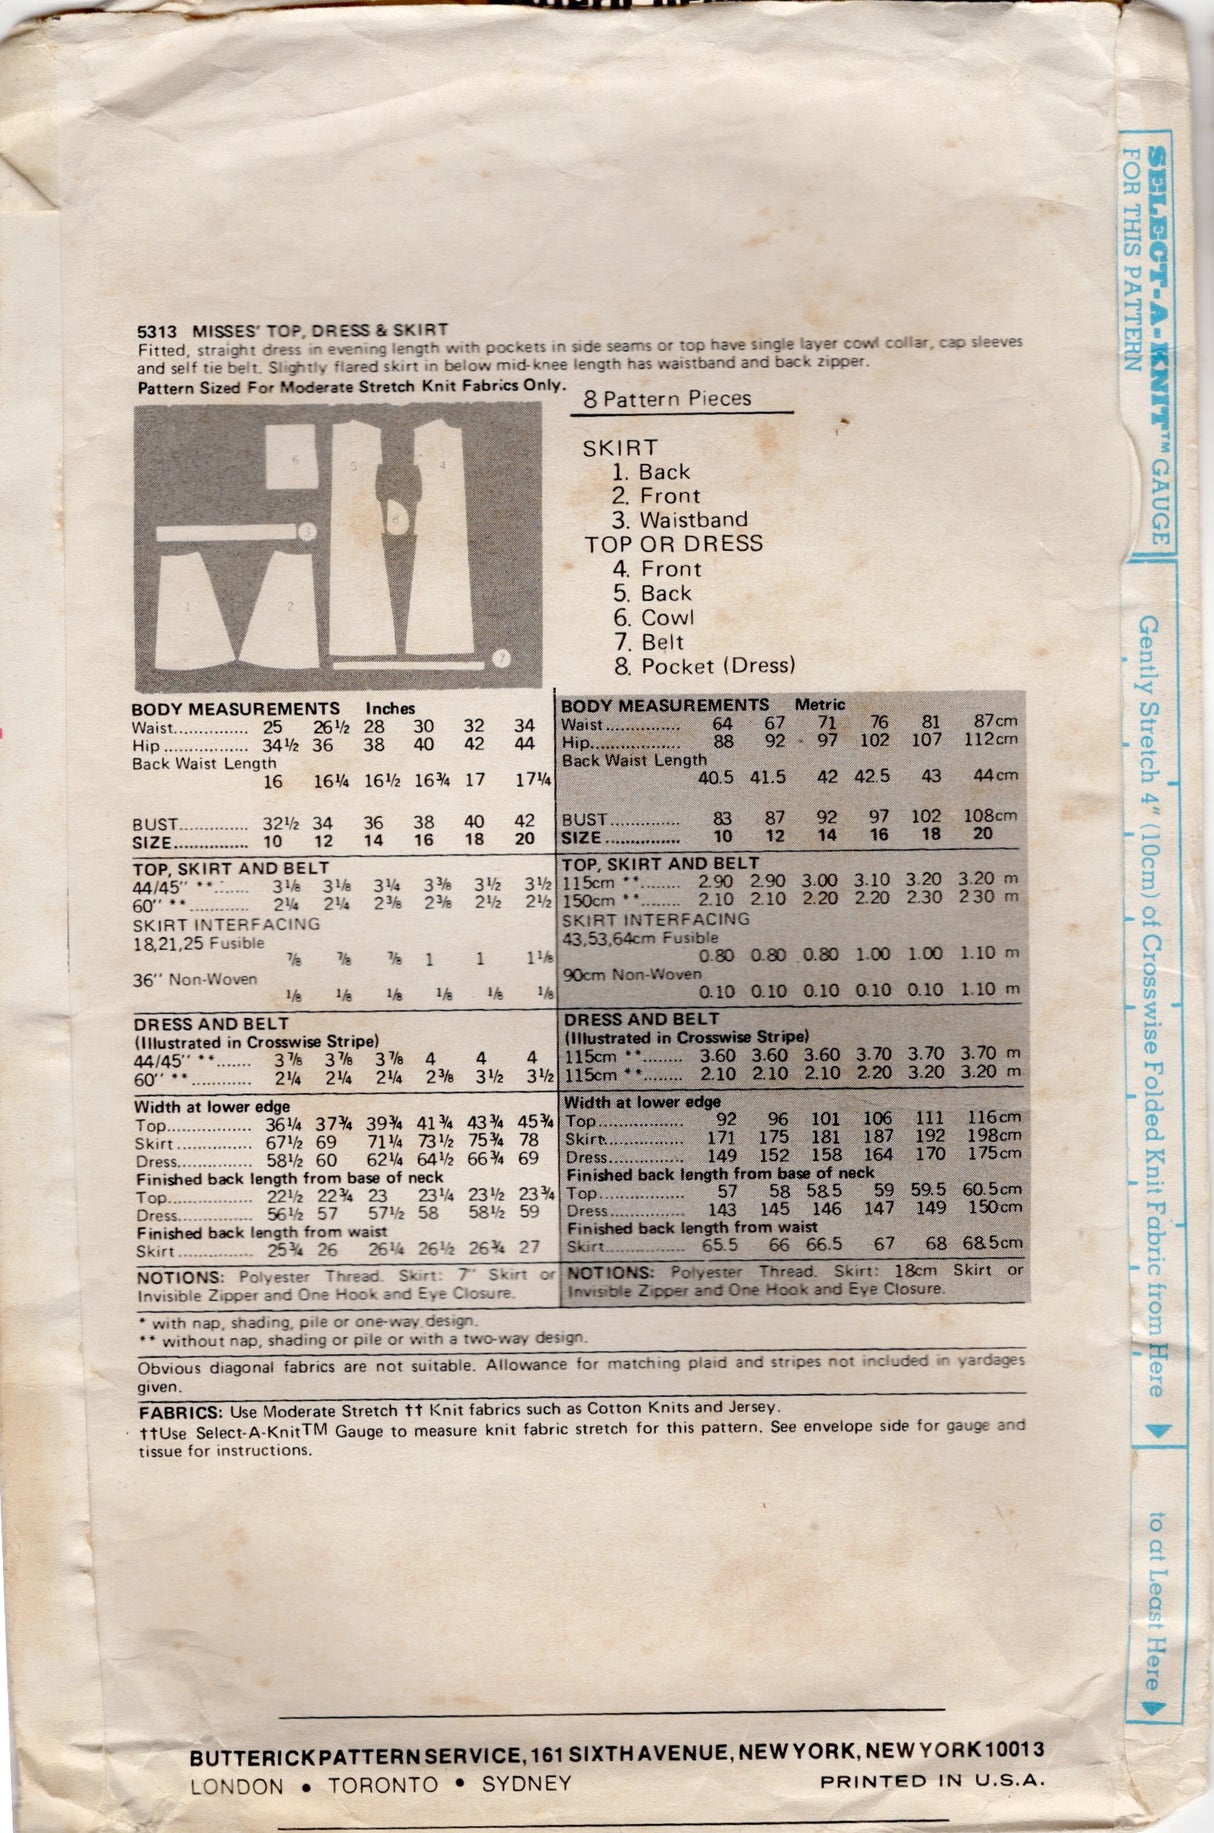 5313 MISSES' TOP, DRESS & SKIRT
Fitted, straight dress in evening length with pockets in side seams or top have single layer cowl collar, cap sleeves
and self tie belt. Slightly flared skirt in below mid-knee length has waistband and back zipper.
Pattern Sized For Moderate Stretch Knit Fabrics Only.
8 Pattern Pieces
SKIRT
1. Back
2. Front
3. Waistband
TOP OR DRESS
4. Front
5. Back
6. Cowl
7. Belt
8. Pocket (Dress)
6
5
4
8
3
1
2
7
BODY MEASUREMENTS Inches
Waist............... 25 26½ 28 30 32 34
Hip................. 34½ 36 38 40 42 44
Back Waist Length
16 16¼ 16½ 16¾ 17 17¼
BUST.............. 32½ 34 36 38 40 42
SIZE............... 10 12 14 16 18 20
TOP, SKIRT AND BELT
44/45" **....... 3⅛ 3⅛ 3¼ 3⅜ 3½ 3½
60" **............ 2¼ 2¼ 2⅜ 2⅜ 2½ 2½
SKIRT INTERFACING
18,21,25 Fusible
⅞ ⅞ ⅞ 1 1 1⅛
36" Non-Woven
⅛ ⅛ ⅛ ⅛ ⅛ ⅛
DRESS AND BELT
(Illustrated in Crosswise Stripe)
44/45" **....... 3⅞ 3⅞ 3⅞ 4 4 4
60" **............ 2¼ 2¼ 2¼ 2⅜ 3½ 3½
Width at lower edge
Top................. 36¼ 37¾ 39¾ 41¾ 43¾ 45¾
Skirt............... 67½ 69 71¼ 73½ 75¾ 78
Dress............... 58½ 60 62¼ 64½ 66¾ 69
Finished back length from base of neck
Top................. 22½ 22¾ 23 23¼ 23½ 23¾
Dress............... 56½ 57 57½ 58 58½ 59
Finished back length from waist
Skirt............... 25¾ 26 26¼ 26½ 26¾ 27
NOTIONS: Polyester Thread. Skirt: 7" Skirt or
Invisible Zipper and One Hook and Eye Closure.
BODY MEASUREMENTS Metric
Waist............... 64 67 71 76 81 87cm
Hip.................. 88 92 97 102 107 112cm
Back Waist Length
40.5 41.5 42 42.5 43 44cm
BUST............... 83 87 92 97 102 108cm
SIZE............... 10 12 14 16 18 20
TOP, SKIRT AND BELT
115cm **........ 2.90 2.90 3.00 3.10 3.20 3.20 m
150cm **........ 2.10 2.10 2.20 2.20 2.30 2 30 m
SKIRT INTERFACING
43,53,64cm Fusible
0.80 0.80 0.80 1.00 1.00 1.10 m
90cm Non-Woven
0.10 0.10 0.10 0.10 0.10 1.10 m
DRESS AND BELT
(Illustrated in Crosswise Stripe)
115cm **........ 3.60 3.60 3.60 3.70 3.70 3.70 m
115cm **........ 2.10 2.10 2.10 2.20 3.20 3.20 m
Width at lower edge
Top................. 92 96 101 106 111 116cm
Skirt............... 171 175 181 187 192 198cm
Dress............... 149 152 158 164 170 175cm
Finished back length from base of neck
Top................. 57 58 58.5 59 59.5 60.5cm
Dress............... 143 145 146 147 149 150cm
Finished back length from waist
Skirt............... 65.5 66 66.5 67 68 68.5cm
NOTIONS: Polyester Thread. Skirt: 18cm Skirt or
Invisible Zipper and One Hook and Eye Closure.
* with nap, shading, pile or one-way design.
** without nap, shading or pile or with a two-way design.
Obvious diagonal fabrics are not suitable. Allowance for matching plaid and stripes not included in yardages
given.
FABRICS: Use Moderate Stretch †† Knit fabrics such as Cotton Knits and Jersey.
††Use Select-A-Knit™ Gauge to measure knit fabric stretch for this pattern. See envelope side for gauge and
tissue for instructions.
BUTTERICK PATTERN SERVICE, 161 SIXTH AVENUE, NEW YORK, NEW YORK 10013
LONDON • TORONTO • SYDNEY PRINTED IN U.S.A.
SELECT-A-KNIT™ GAUGE
FOR THIS PATTERN
Gently Stretch 4" (10cm) of Crosswise Folded Knit Fabric from Here
to at Least Here